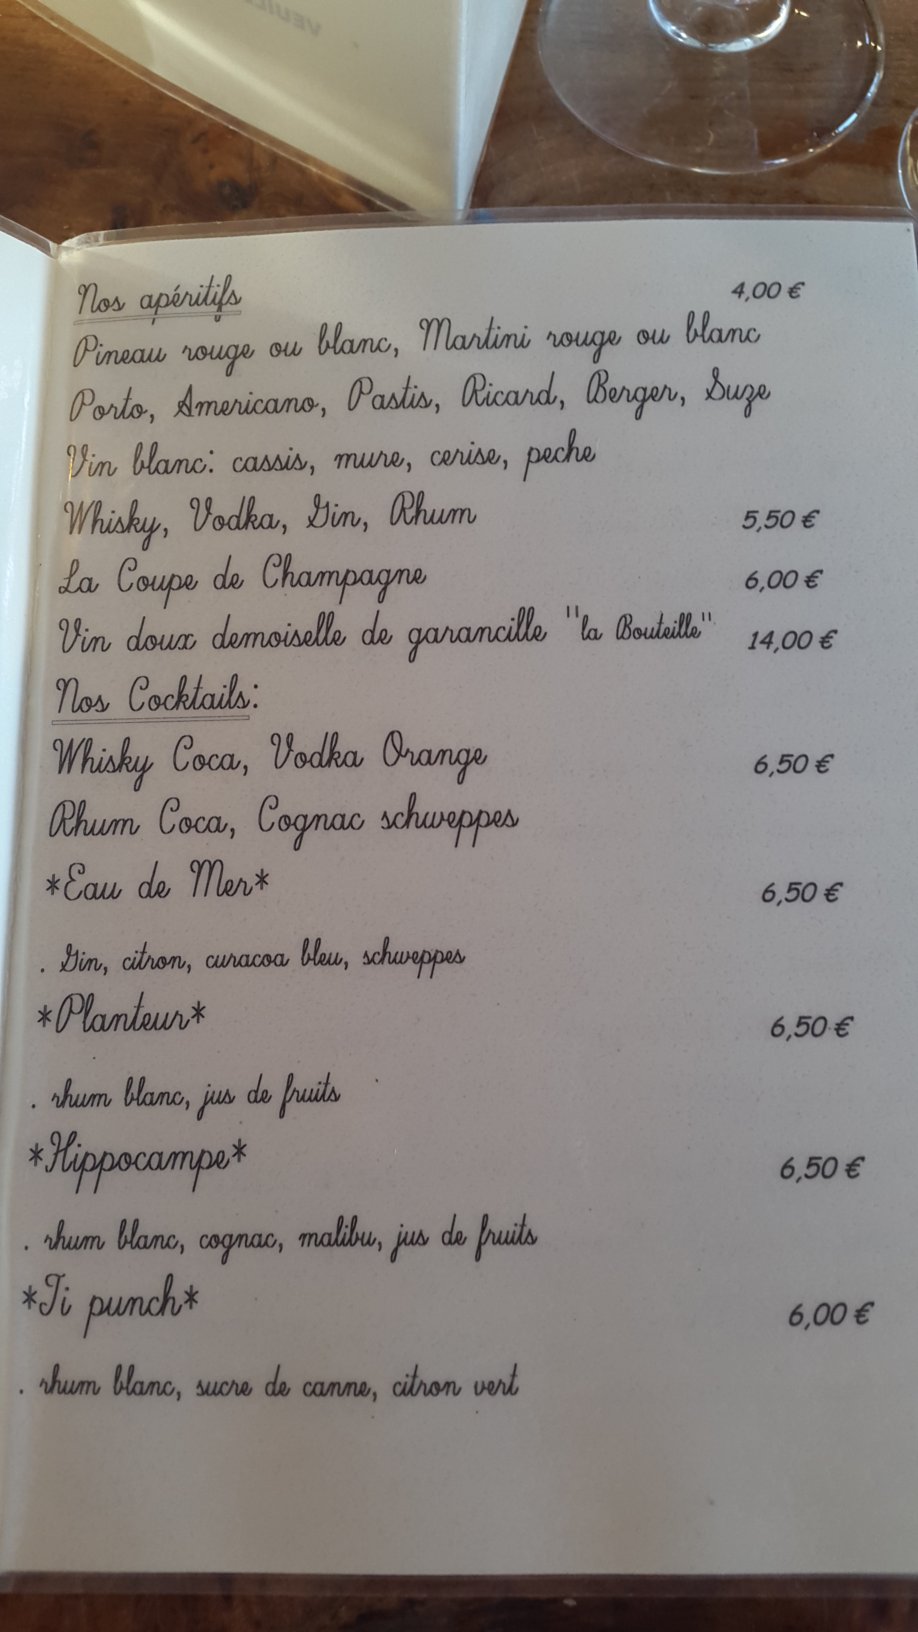 Nos apéritifs 4,00 €
Pineau rouge ou blanc, Martini rouge ou blanc
Porto, Americano, Pastis, Ricard, Berger, Suze
Vin blanc: cassis, mure, cerise, peche
Whisky, Vodka, Gin, Rhum 5,50 €
La Coupe de Champagne 6,00 €
Vin doux demoiselle de garancille "la Bouteille" 14,00 €
Nos Cocktails:
Whisky Coca, Vodka Orange 6,50 €
Rhum Coca, Cognac schweppes
*Eau de Mer* 6,50 €
. Gin, citron, curacoa bleu, schweppes
*Planteur* 6,50 €
. rhum blanc, jus de fruits
*Hippocampe* 6,50 €
. rhum blanc, cognac, malibu, jus de fruits
*Ti punch* 6,00 €
. rhum blanc, sucre de canne, citron vert